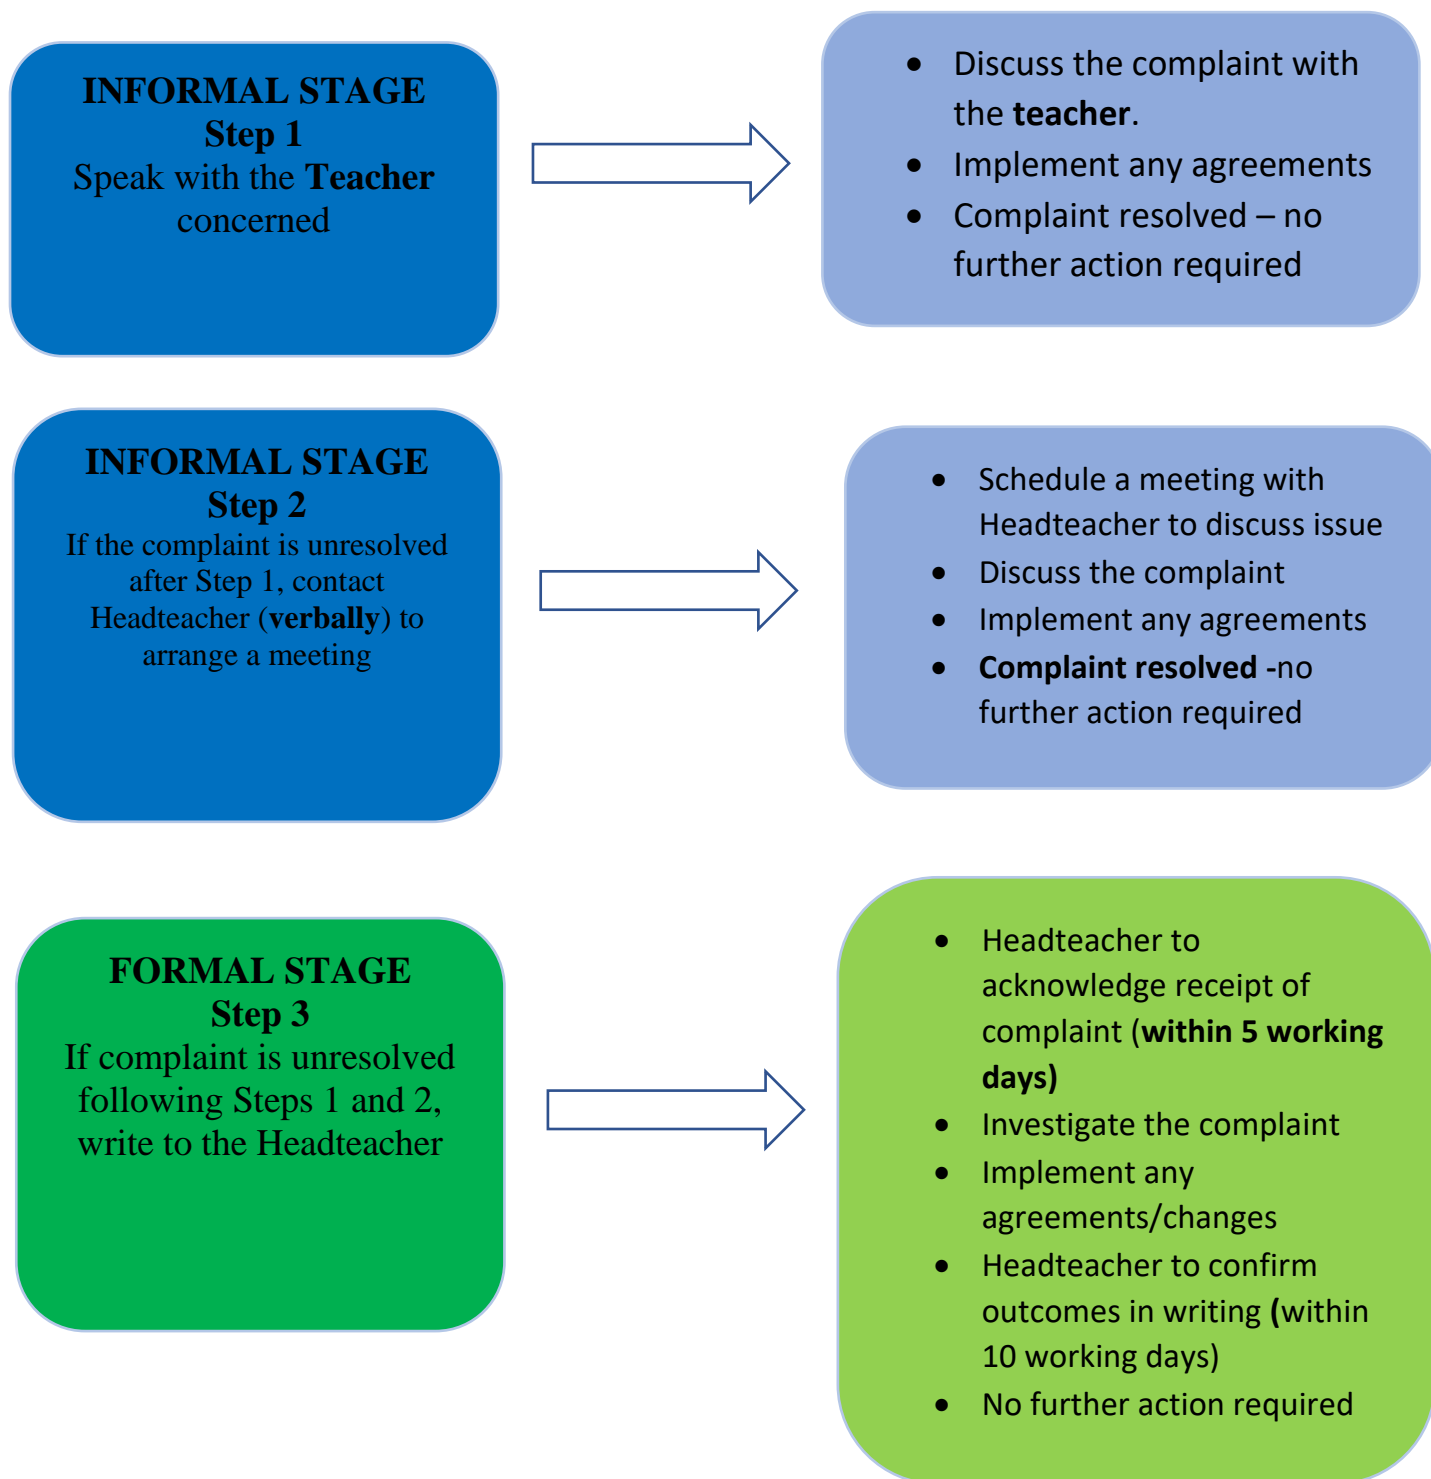 INFORMAL STAGE
Step 1
Speak with the Teacher
concerned
• Discuss the complaint with
the teacher.
• Implement any agreements
• Complaint resolved – no
further action required
INFORMAL STAGE
Step 2
If the complaint is unresolved
after Step 1, contact
Headteacher (verbally) to
arrange a meeting
• Schedule a meeting with
Headteacher to discuss issue
• Discuss the complaint
• Implement any agreements
• Complaint resolved -no
further action required
FORMAL STAGE
Step 3
If complaint is unresolved
following Steps 1 and 2,
write to the Headteacher
• Headteacher to
acknowledge receipt of
complaint (within 5 working
days)
• Investigate the complaint
• Implement any
agreements/changes
• Headteacher to confirm
outcomes in writing (within
10 working days)
• No further action required